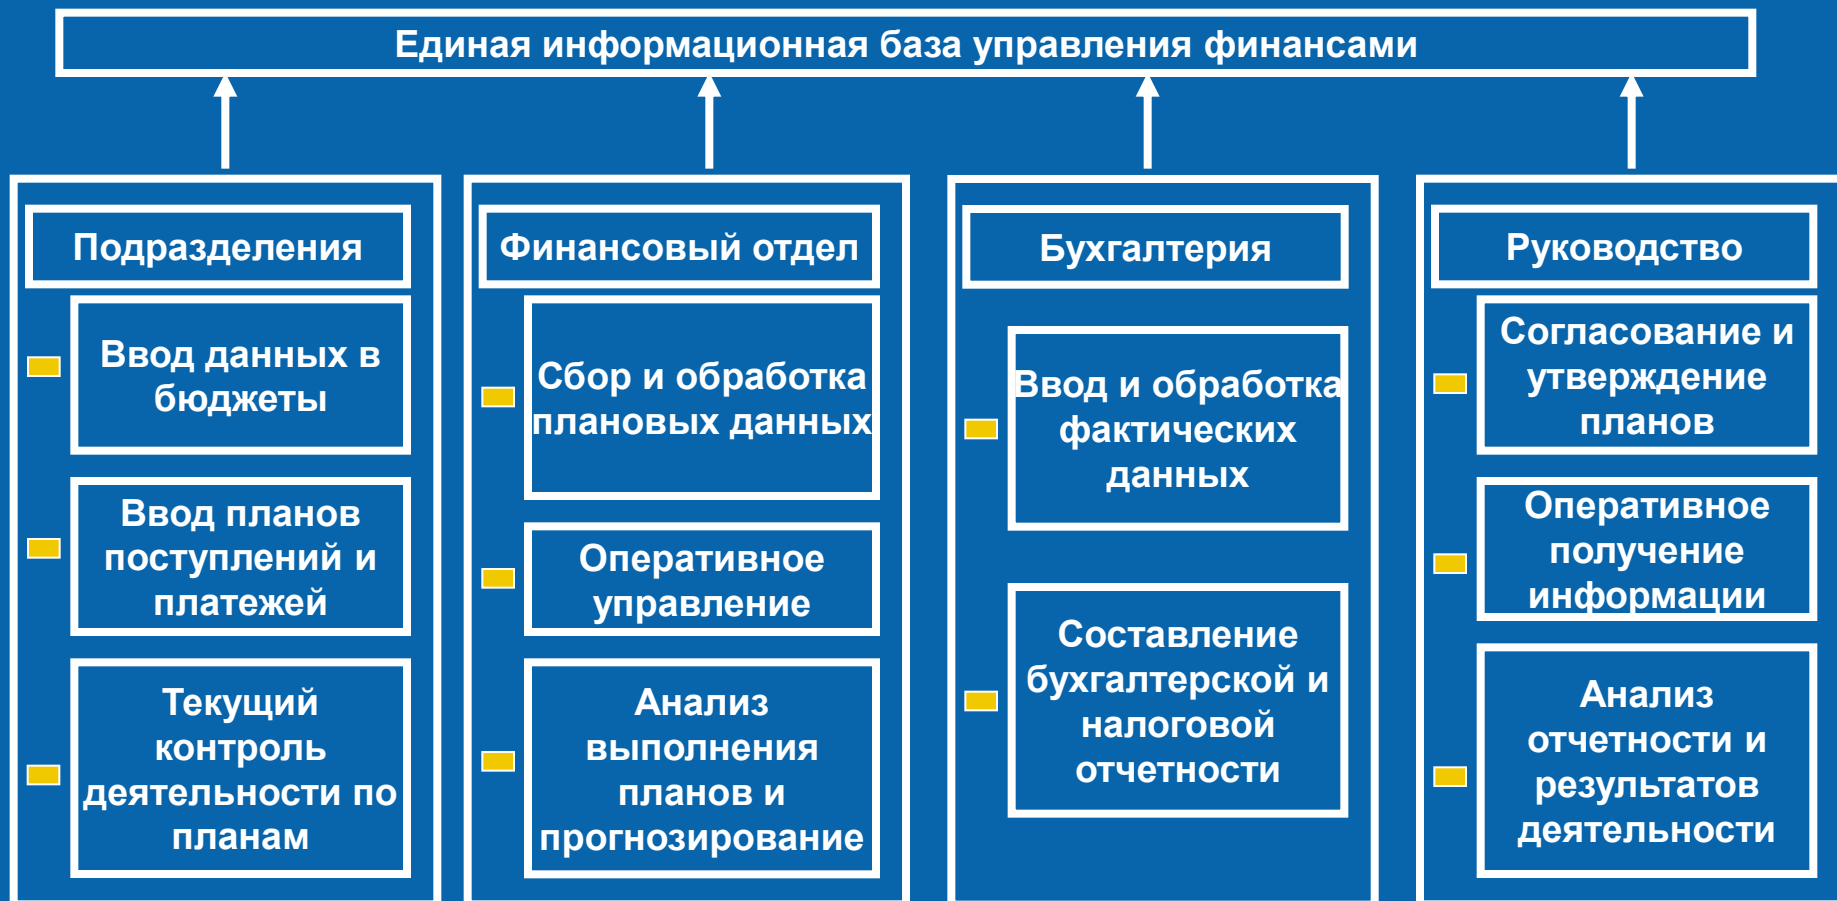 Единая информационная база управления финансами
Подразделения
Ввод данных в
бюджеты
Ввод планов
поступлений и
платежей
Текущий
контроль
деятельности по
планам
Финансовый отдел
Сбор и обработка
плановых данных
Оперативное
управление
Анализ
выполнения
планов и
прогнозирование
Бухгалтерия
Ввод и обработка
фактических
данных
Составление
бухгалтерской и
налоговой
отчетности
Руководство
Согласование и
утверждение
планов
Оперативное
получение
информации
Анализ
отчетности и
результатов
деятельности